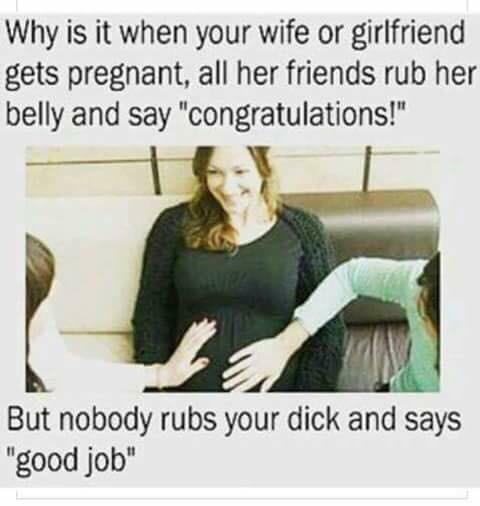 Why is it when your wife or girlfriend
gets pregnant, all her friends rub her
belly and say "congratulations!"
But nobody rubs your dick and says
"good job"